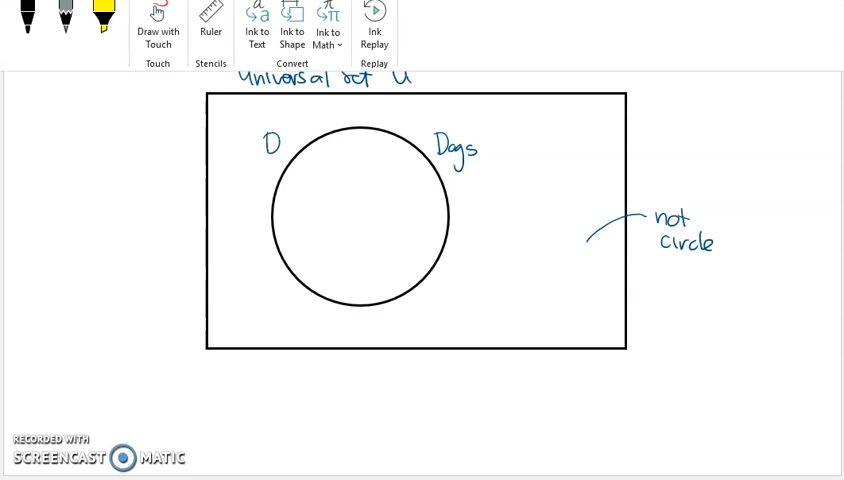 Draw with
Touch
Ruler
Ink to
Text
Ink to
Shape
Ink to
Math
Ink
Replay
Touch
Stencils
Convert
Replay
Universal set U
D
Dogs
not
circle
RECORDED WITH
SCREENCAST MATIC